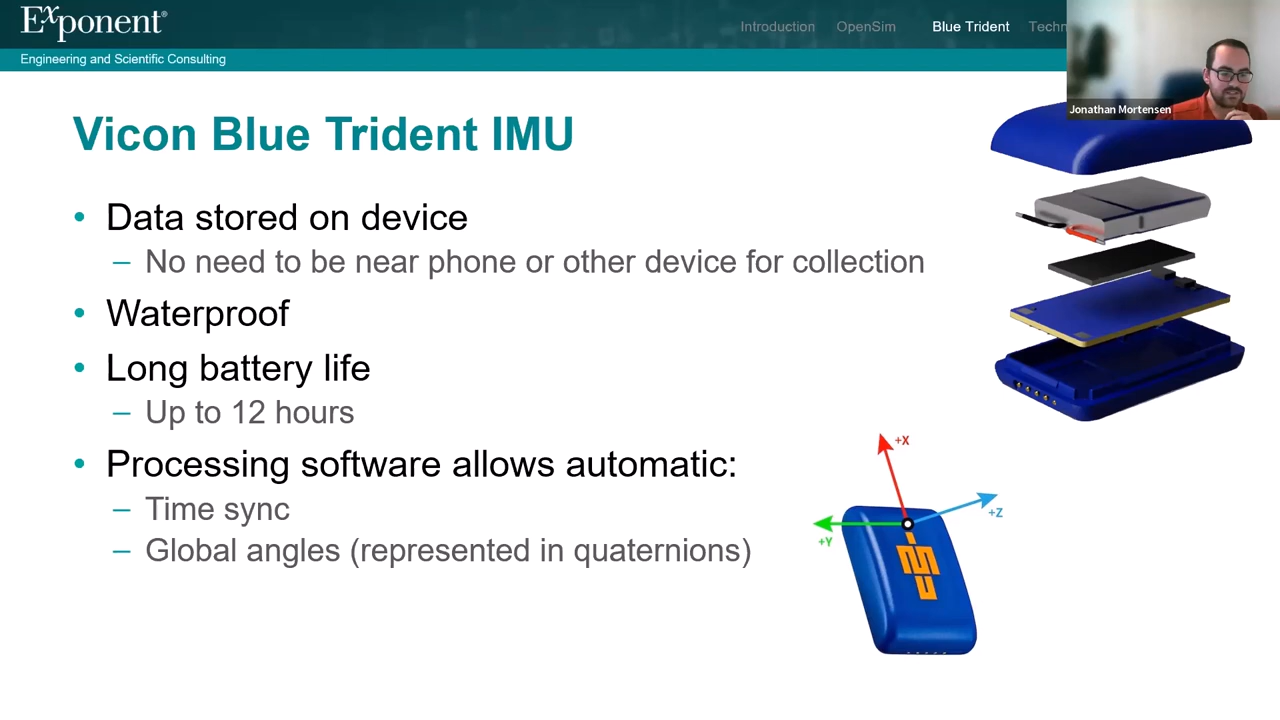 Exponent®
Introduction OpenSim Blue Trident Techn
Engineering and Scientific Consulting
Jonathan Mortensen
Vicon Blue Trident IMU
• Data stored on device
– No need to be near phone or other device for collection
• Waterproof
• Long battery life
– Up to 12 hours
• Processing software allows automatic:
– Time sync
– Global angles (represented in quaternions)
+X
+Z
+Y